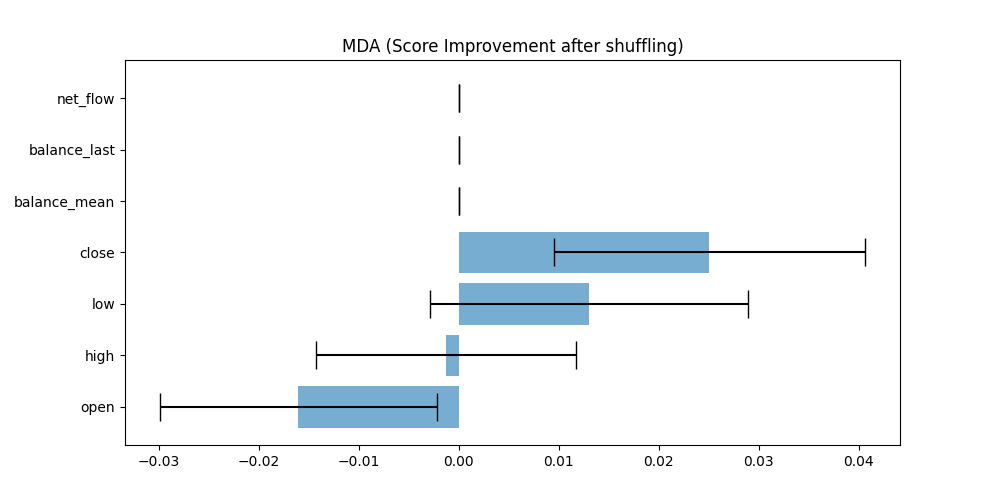 MDA (Score Improvement after shuffling)
net_flow
balance_last
balance_mean
close
low
high
open
−0.03 −0.02 −0.01 0.00 0.01 0.02 0.03 0.04